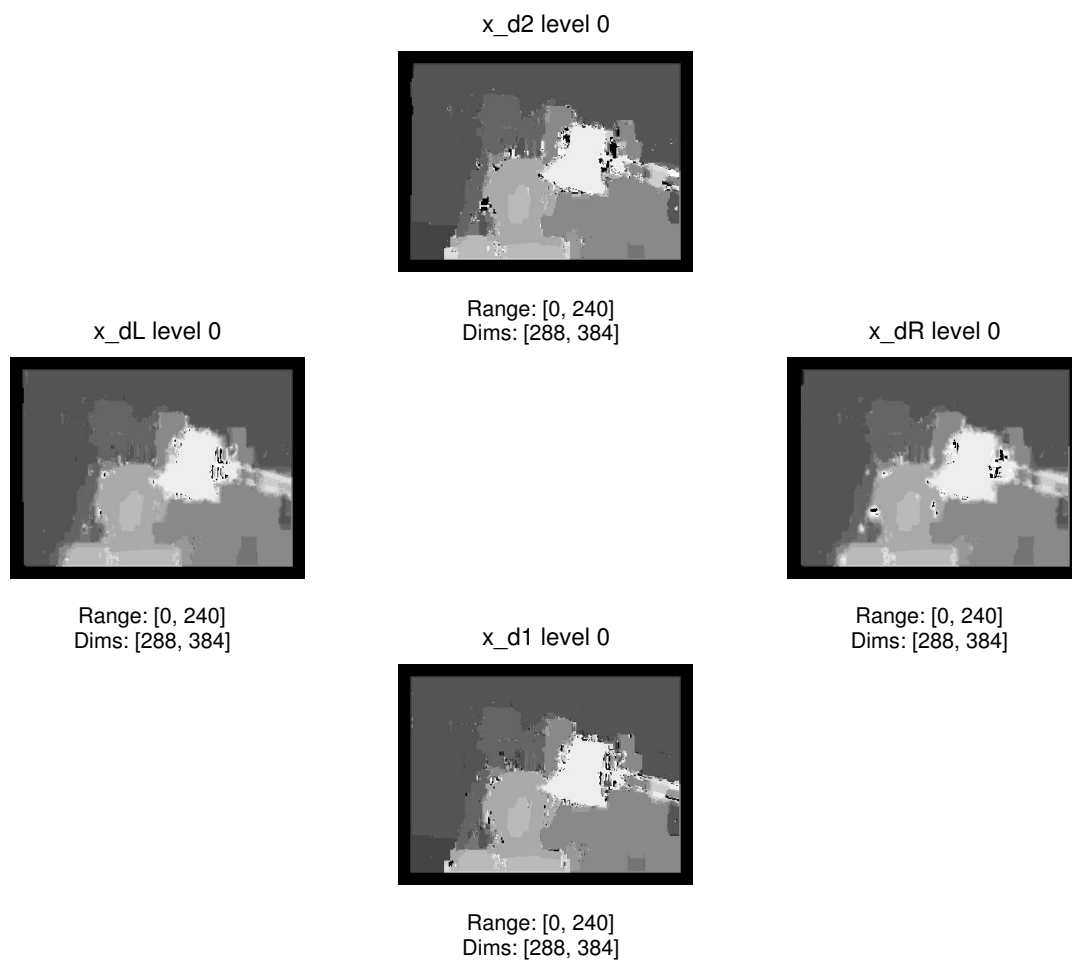 x_d2 level 0
Range: [0, 240]
Dims: [288, 384]
x_dL level 0
Range: [0, 240]
Dims: [288, 384]
x_dR level 0
Range: [0, 240]
Dims: [288, 384]
x_d1 level 0
Range: [0, 240]
Dims: [288, 384]